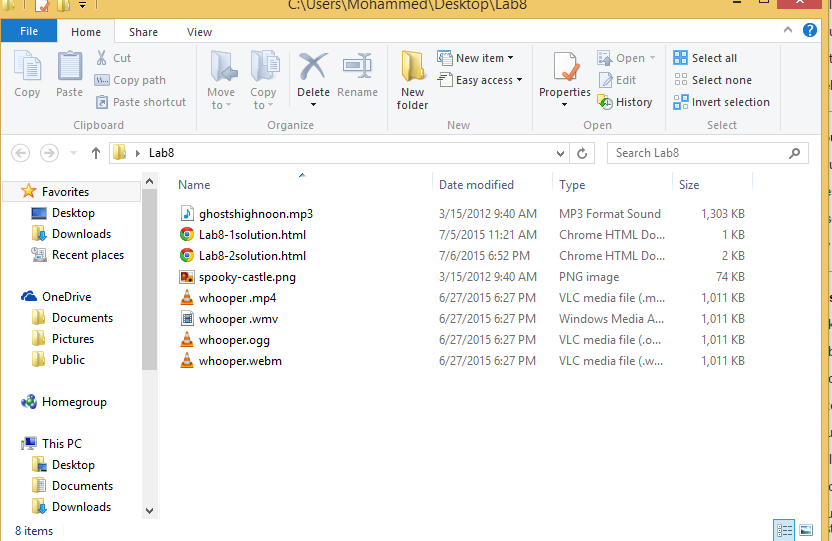 C:\Users\Mohammed\Desktop\Lab8
File Home Share View
Copy
Paste
Cut
Copy path
Paste shortcut
Clipboard
Move to
Copy to
Delete
Rename
Organize
New folder
New item
Easy access
New
Properties
Open
Edit
History
Open
Select all
Select none
Invert selection
Select
Lab8
Search Lab8
Favorites
Desktop
Downloads
Recent places
OneDrive
Documents
Pictures
Public
Homegroup
This PC
Desktop
Documents
Downloads
Name Date modified Type Size
ghostshighnoon.mp3 3/15/2012 9:40 AM MP3 Format Sound 1,303 KB
Lab8-1solution.html 7/5/2015 11:21 AM Chrome HTML Do... 1 KB
Lab8-2solution.html 7/6/2015 6:52 PM Chrome HTML Do... 2 KB
spooky-castle.png 3/15/2012 9:40 AM PNG image 74 KB
whooper .mp4 6/27/2015 6:27 PM VLC media file (.m... 1,011 KB
whooper .wmv 6/27/2015 6:27 PM Windows Media A... 1,011 KB
whooper.ogg 6/27/2015 6:27 PM VLC media file (.o... 1,011 KB
whooper.webm 6/27/2015 6:27 PM VLC media file (.w... 1,011 KB
8 items